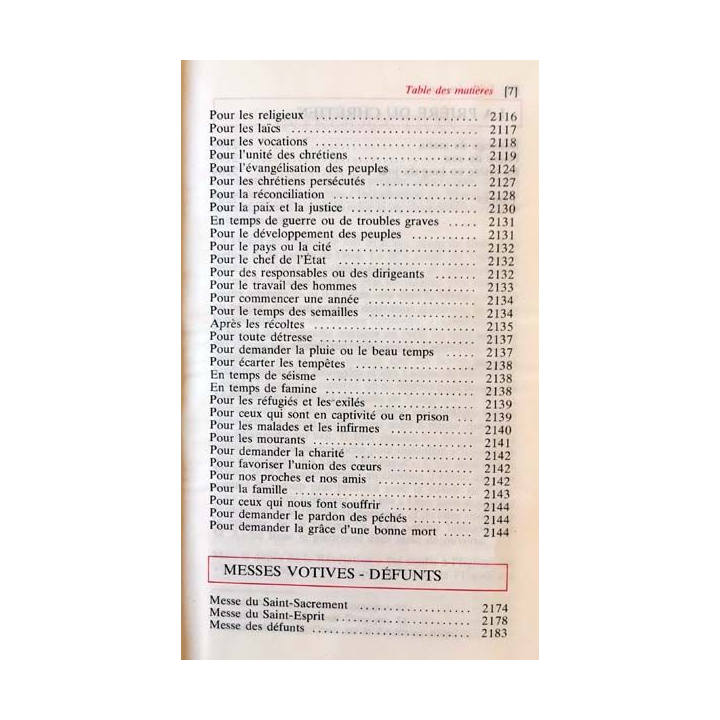 Table des matières [7]
Pour les religieux ........................ 2116
Pour les laïcs ........................ 2117
Pour les vocations ........................ 2118
Pour l'unité des chrétiens ........................ 2119
Pour l'évangélisation des peuples ........................ 2124
Pour les chrétiens persécutés ........................ 2127
Pour la réconciliation ........................ 2128
Pour la paix et la justice ........................ 2130
En temps de guerre ou de troubles graves ..... 2131
Pour le développement des peuples ............ 2131
Pour le pays ou la cité ........................ 2132
Pour le chef de l'État ........................ 2132
Pour des responsables ou des dirigeants ........ 2132
Pour le travail des hommes ........................ 2133
Pour commencer une année ........................ 2134
Pour le temps des semailles ........................ 2134
Après les récoltes ........................ 2135
Pour toute détresse ........................ 2137
Pour demander la pluie ou le beau temps ..... 2137
Pour écarter les tempêtes ........................ 2138
En temps de séisme ........................ 2138
En temps de famine ........................ 2138
Pour les réfugiés et les exilés ........................ 2139
Pour ceux qui sont en captivité ou en prison ... 2139
Pour les malades et les infirmes ............... 2140
Pour les mourants ........................ 2141
Pour demander la charité ........................ 2142
Pour favoriser l'union des cœurs ............... 2142
Pour nos proches et nos amis ............... 2142
Pour la famille ........................ 2143
Pour ceux qui nous font souffrir ............... 2144
Pour demander le pardon des péchés .......... 2144
Pour demander la grâce d'une bonne mort ..... 2144
MESSES VOTIVES - DÉFUNTS
Messe du Saint-Sacrement ................. 2174
Messe du Saint-Esprit .................... 2178
Messe des défunts ........................ 2183